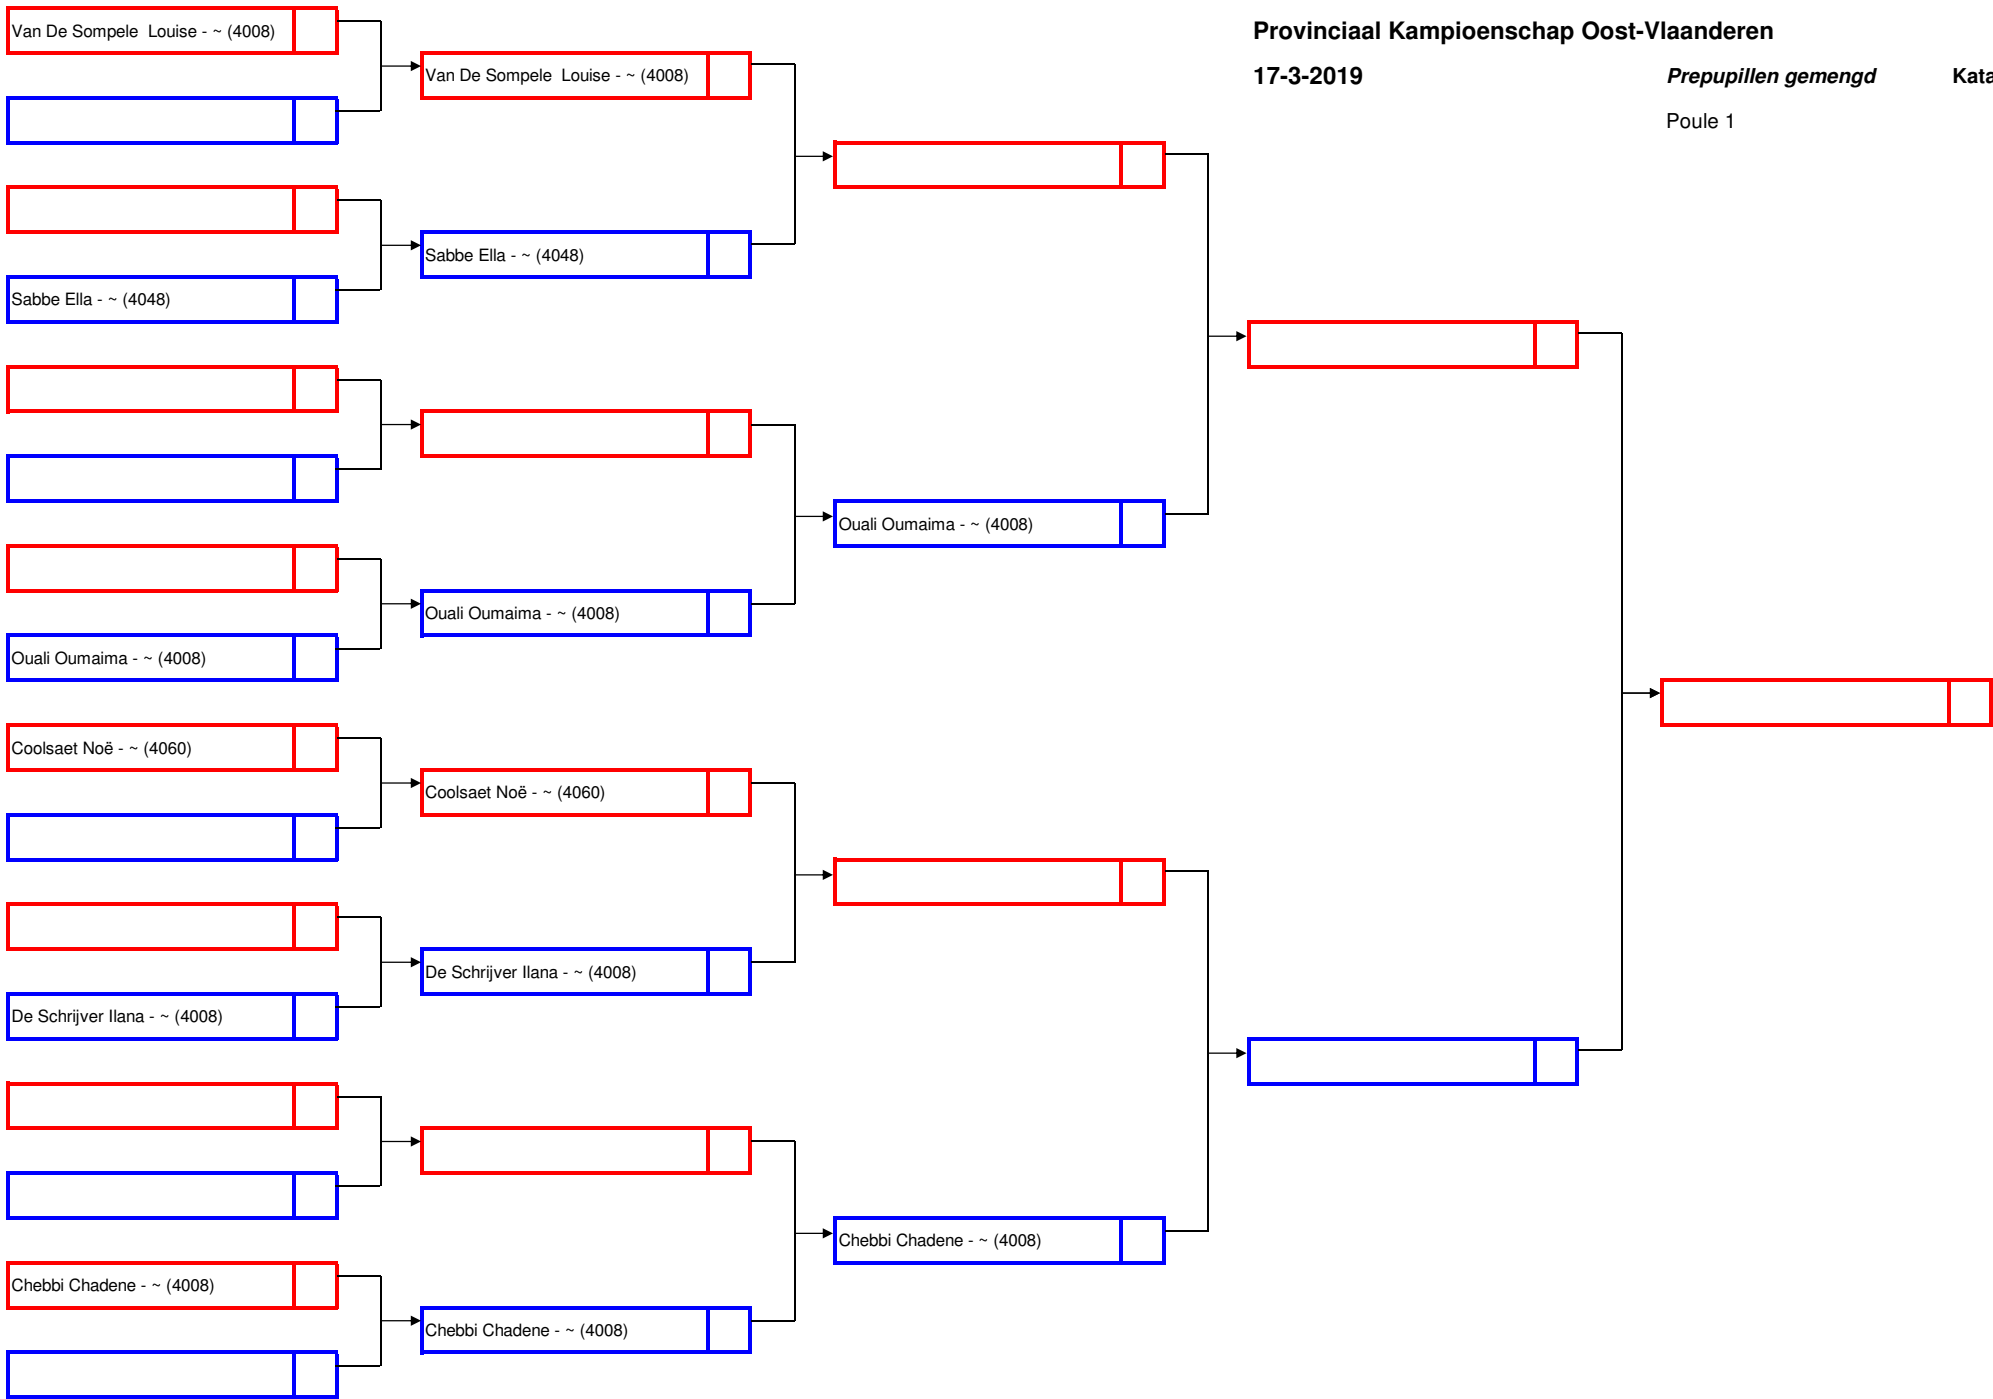 Provinciaal Kampioenschap Oost-Vlaanderen
17-3-2019
Prepupillen gemengd
Kata
Poule 1
Van De Sompele  Louise - ~ (4008)
Sabbe Ella - ~ (4048)
Ouali Oumaima - ~ (4008)
Coolsaet Noë - ~ (4060)
De Schrijver Ilana - ~ (4008)
Chebbi Chadene - ~ (4008)
Van De Sompele  Louise - ~ (4008)
Sabbe Ella - ~ (4048)
Ouali Oumaima - ~ (4008)
Coolsaet Noë - ~ (4060)
De Schrijver Ilana - ~ (4008)
Chebbi Chadene - ~ (4008)
Ouali Oumaima - ~ (4008)
Chebbi Chadene - ~ (4008)